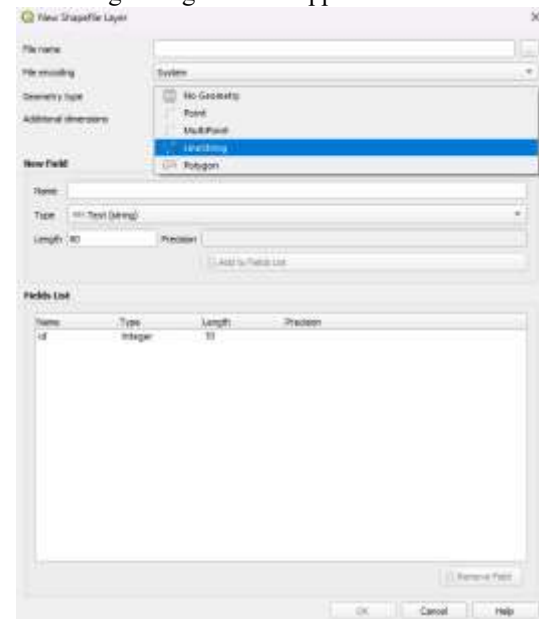 New Shapefile Layer
File name
...
File encoding System
Geometry type
No Geometry
Additional dimensions
Point
MultiPoint
LineString
Polygon
New Field
Name
Type Text (string)
Length 80 Precision
Add to Fields List
Fields List
Name Type Length Precision
id Integer 10
Remove Field
OK Cancel Help